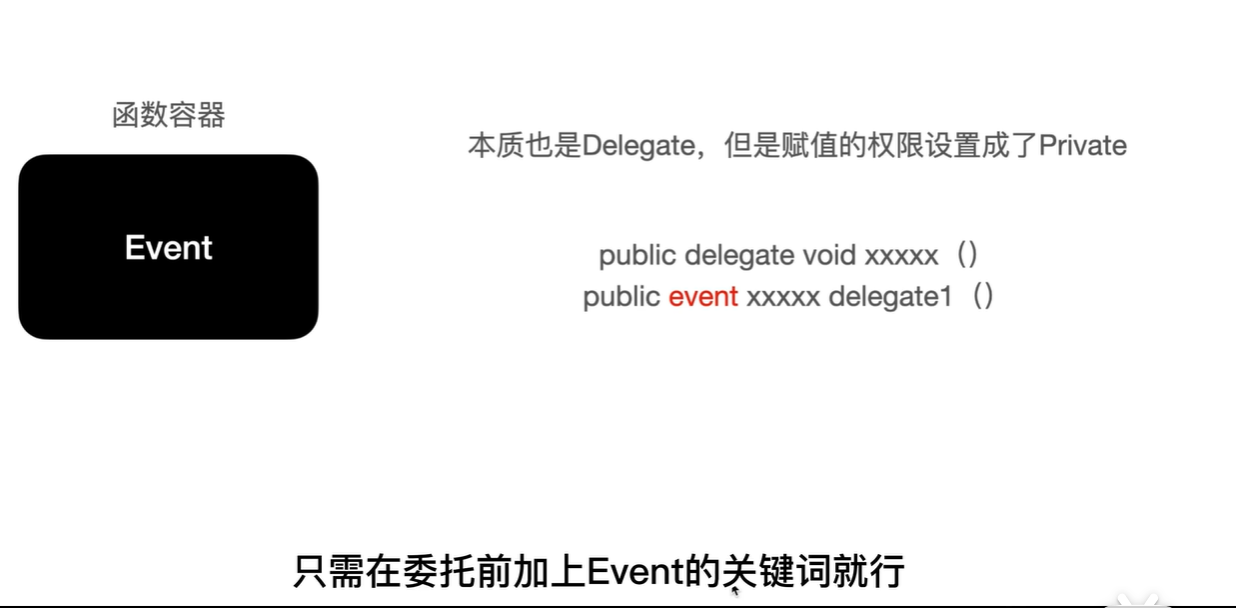 函数容器
Event
本质也是Delegate，但是赋值的权限设置成了Private
public delegate void xxxxx（）
public event xxxxx delegate1（）
只需在委托前加上Event的关键词就行